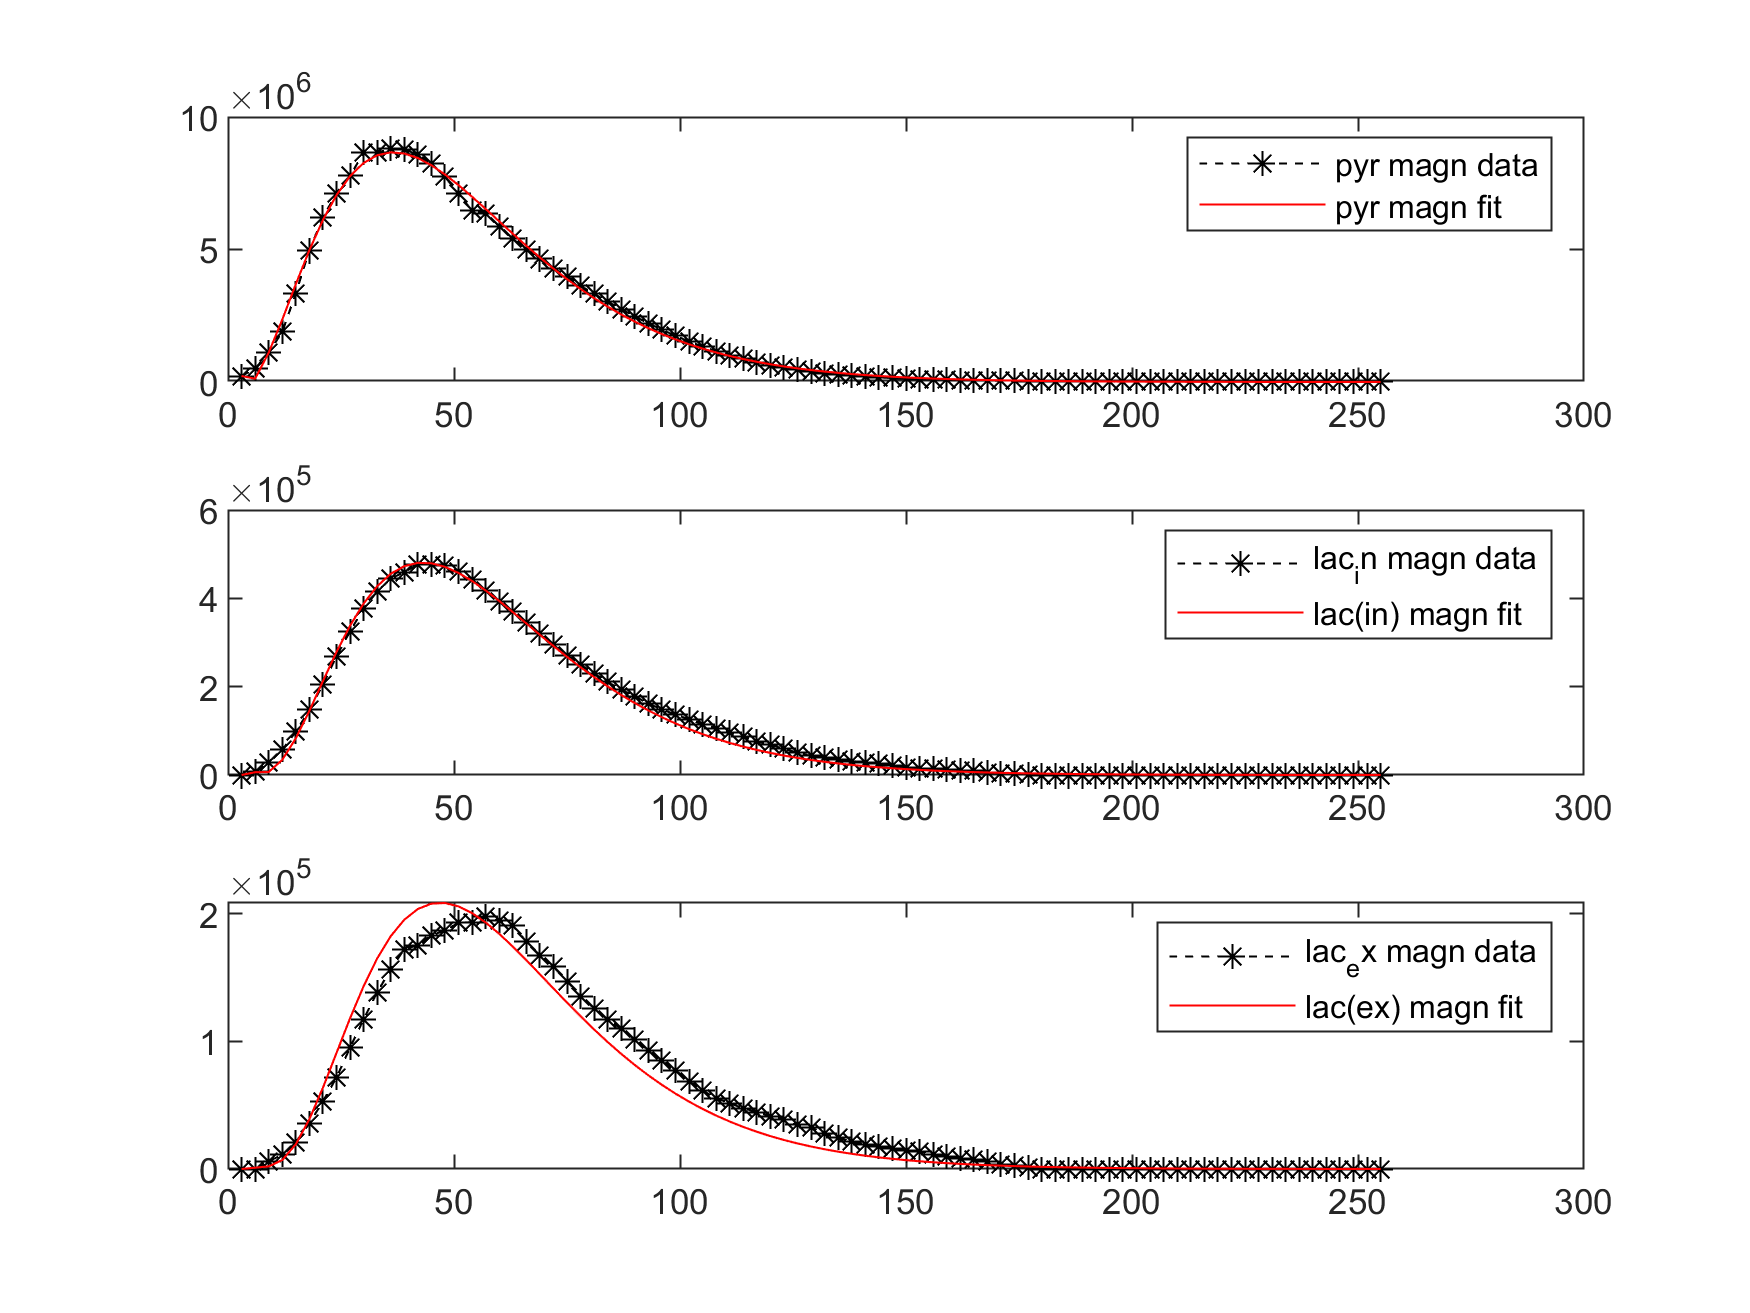 ×10^6
10
5
0
0 50 100 150 200 250 300
pyr magn data
pyr magn fit
×10^5
6
4
2
0
0 50 100 150 200 250 300
lac_in magn data
lac(in) magn fit
×10^5
2
1
0
0 50 100 150 200 250 300
lac_ex magn data
lac(ex) magn fit